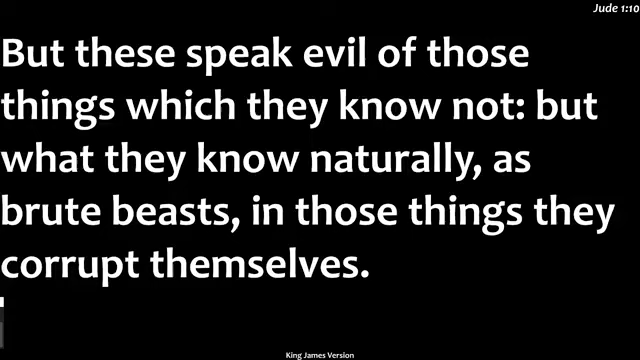 Jude 1:10
But these speak evil of those
things which they know not: but
what they know naturally, as
brute beasts, in those things they
corrupt themselves.
King James Version